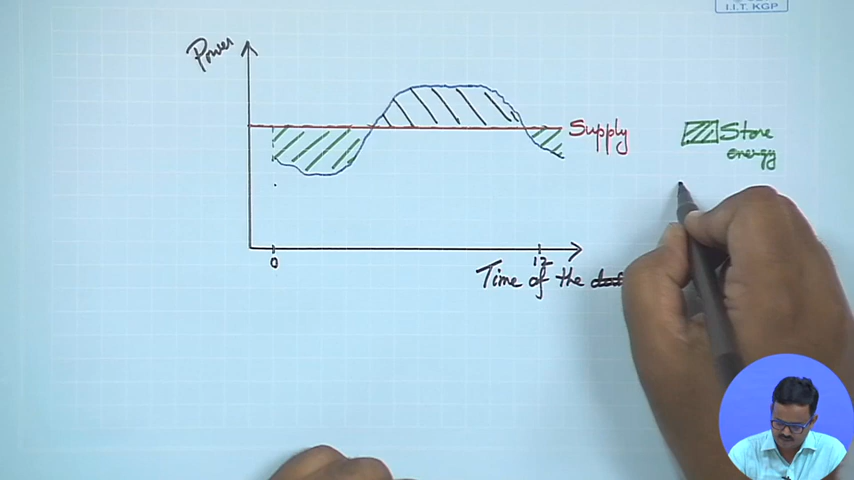 I.I.T. KGP
Power
Supply
Store
energy
0
12
Time of the